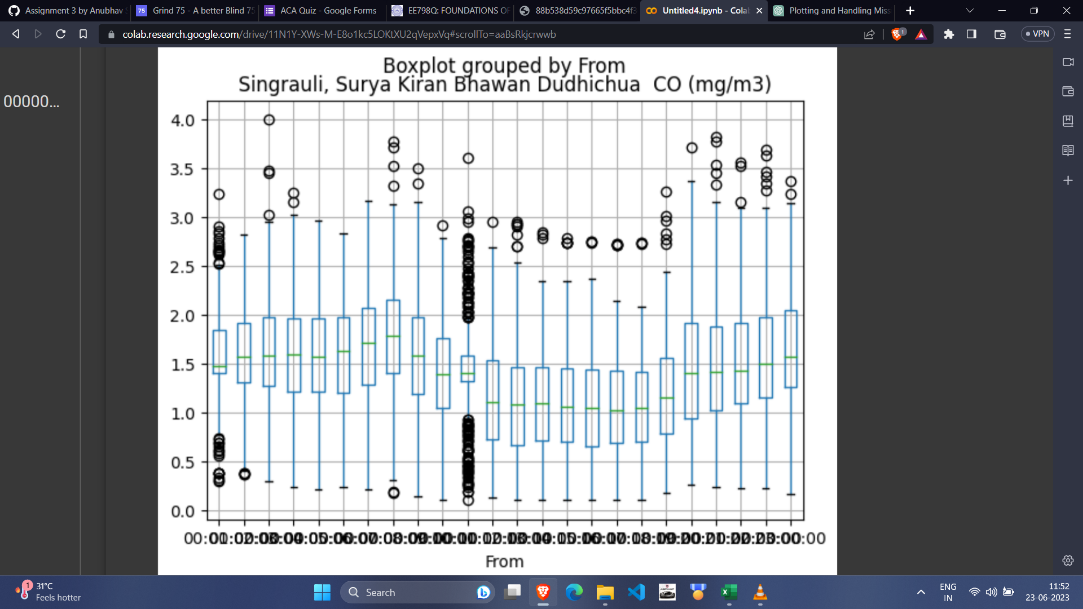 Assignment 3 by Anubhav
Grind 75 - A better Blind 75
ACA Quiz - Google Forms
EE798Q: FOUNDATIONS OF
88b538d59c97665f5bbc4f
Untitled4.ipynb - Colab
Plotting and Handling Miss
colab.research.google.com/drive/11N1Y-XWs-M-E8o1kc5LOKtXU2qVepxVq#scrollTo=aaBsRkjcrwwb
1
VPN
00000...
Boxplot grouped by From
Singrauli, Surya Kiran Bhawan Dudhichua CO (mg/m3)
4.0
3.5
3.0
2.5
2.0
1.5
1.0
0.5
0.0
From
1
31°C
Feels hotter
Search
ENG
IN
11:52
23-06-2023